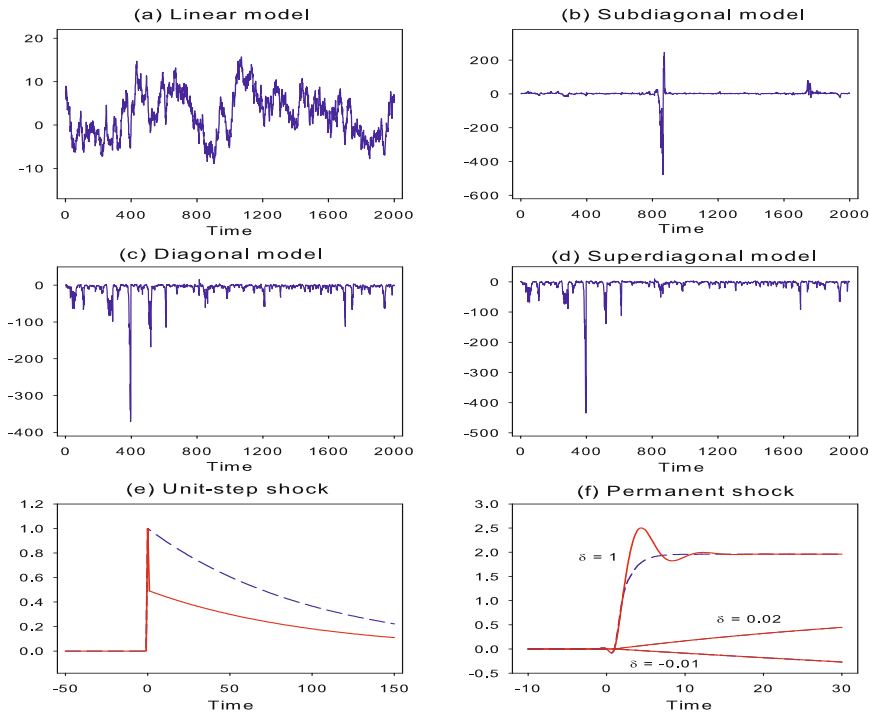 (a) Linear model
20
10
0
-10
0 400 800 1200 1600 2000
Time
(b) Subdiagonal model
200
0
-200
-400
-600
0 400 800 1200 1600 2000
Time
(c) Diagonal model
0
-100
-200
-300
-400
0 400 800 1200 1600 2000
Time
(d) Superdiagonal model
0
-100
-200
-300
-400
-500
0 400 800 1200 1600 2000
Time
(e) Unit-step shock
1.2
1.0
0.8
0.6
0.4
0.2
0.0
-50 0 50 100 150
Time
(f) Permanent shock
3.0
2.5
2.0
1.5
1.0
0.5
0.0
-0.5
δ = 1
δ = 0.02
δ = -0.01
-10 0 10 20 30
Time